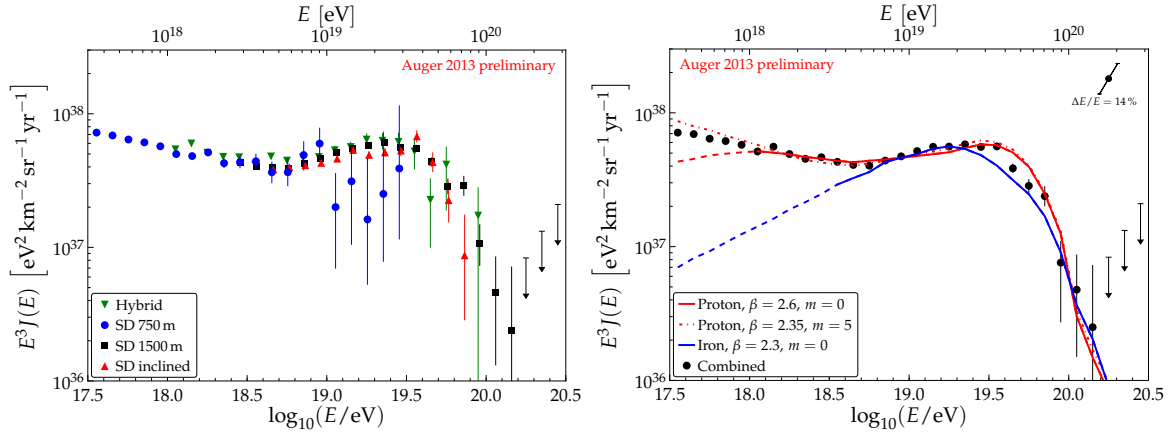 E [eV]
10^18 10^19 10^20
Auger 2013 preliminary
E^3 J(E) [eV^2 km^−2 sr^−1 yr^−1]
10^38
10^37
10^36
Hybrid
SD 750 m
SD 1500 m
SD inclined
17.5 18.0 18.5 19.0 19.5 20.0 20.5
log_10(E/eV)
E [eV]
10^18 10^19 10^20
Auger 2013 preliminary
ΔE/E = 14 %
E^3 J(E) [eV^2 km^−2 sr^−1 yr^−1]
10^38
10^37
10^36
Proton, β = 2.6, m = 0
Proton, β = 2.35, m = 5
Iron, β = 2.3, m = 0
Combined
17.5 18.0 18.5 19.0 19.5 20.0 20.5
log_10(E/eV)